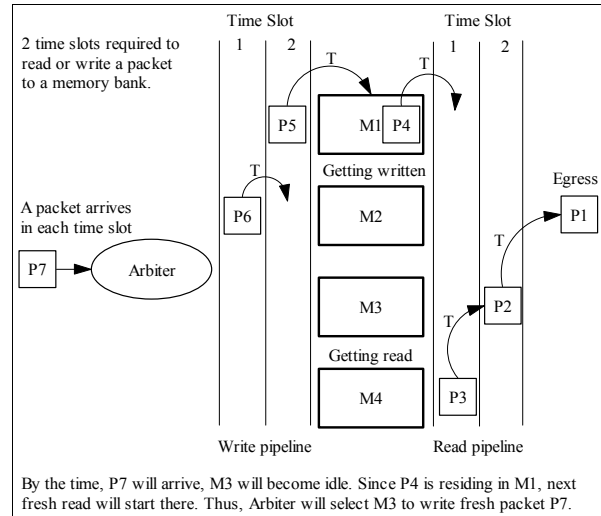 Time Slot
Time Slot
1
2
1
2
2 time slots required to
read or write a packet
to a memory bank.
T
T
P5
M1
P4
Getting written
T
P6
M2
Egress
P1
A packet arrives
in each time slot
P7
Arbiter
T
P2
M3
T
Getting read
P3
M4
Write pipeline
Read pipeline
By the time, P7 will arrive, M3 will become idle. Since P4 is residing in M1, next
fresh read will start there. Thus, Arbiter will select M3 to write fresh packet P7.